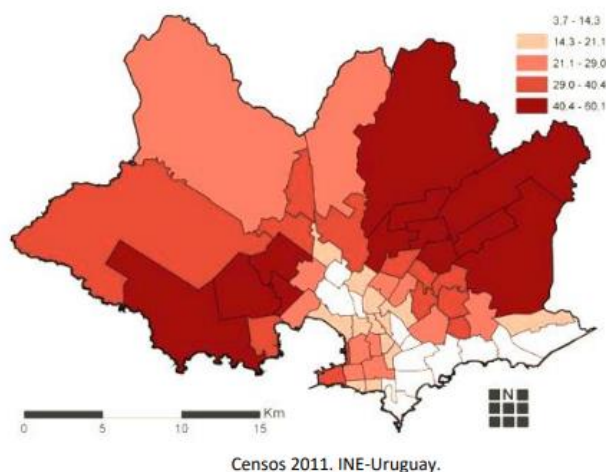 3.7 - 14.3
14.3 - 21.1
21.1 - 29.0
29.0 - 40.4
40.4 - 60.1
Km
N
0 5 10 15
Censos 2011. INE-Uruguay.